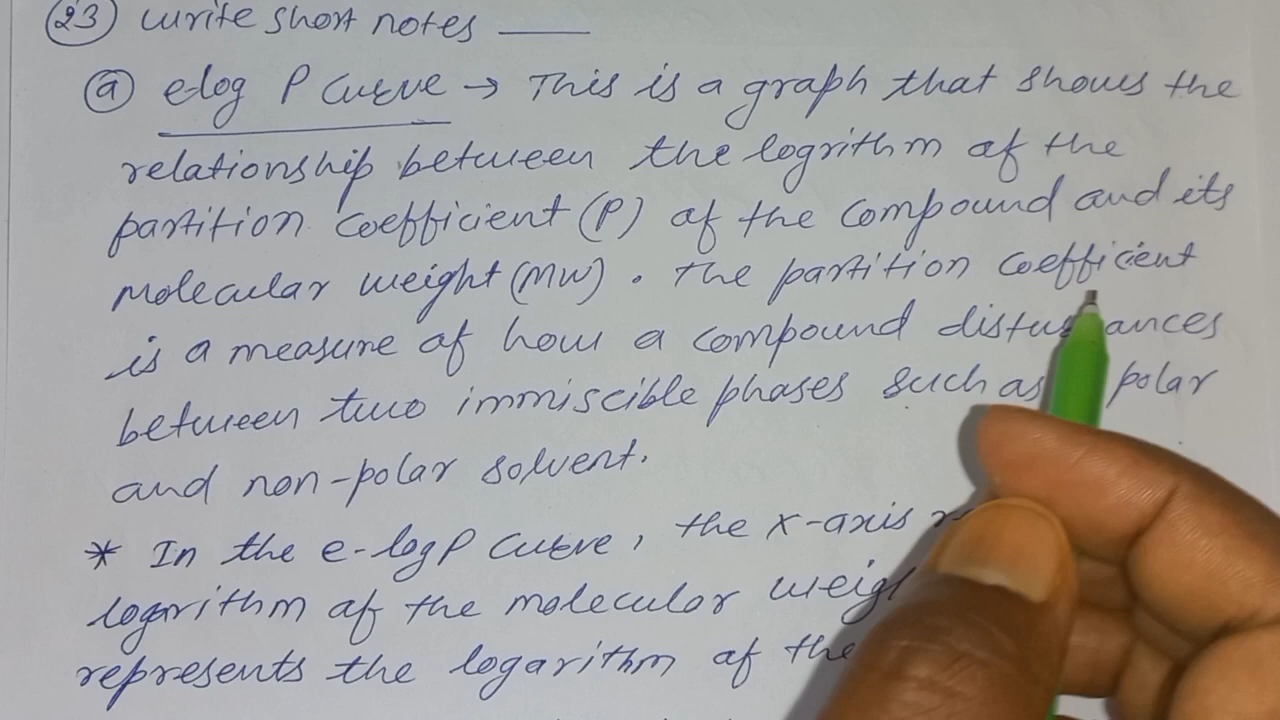 23 Write short notes
a e-log P Curve → This is a graph that shows the
relationship between the logrithm of the
partition coefficient (P) of the compound and its
molecular weight (MW). The partition coefficient
is a measure of how a compound
between two immiscible phases such as polar
and non-polar solvent.
* In the e-logP Curve, the x-axis
logarithm of the molecular
represents the logarithm of the